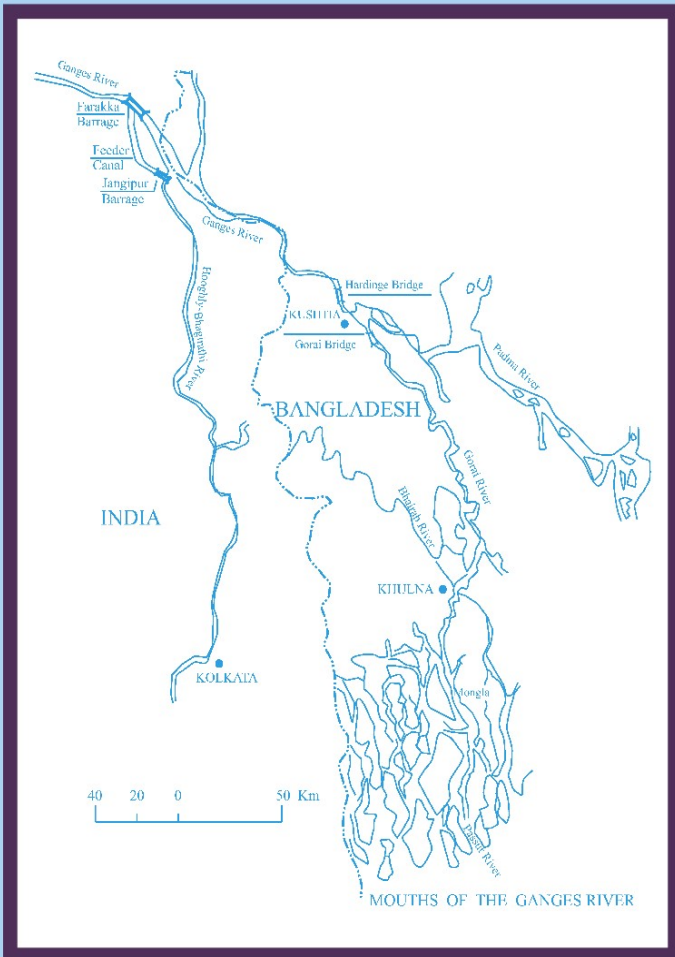 Ganges River
Farakka
Barrage
Feeder
Canal
Jangipur
Barrage
Ganges River
Hooghly-Bhagirathi River
Hardinge Bridge
KUSHTIA
Gorai Bridge
Padma River
BANGLADESH
Gorai River
Bhairab River
INDIA
KHULNA
KOLKATA
Mongla
40 20 0 50 Km
Passur River
MOUTHS OF THE GANGES RIVER